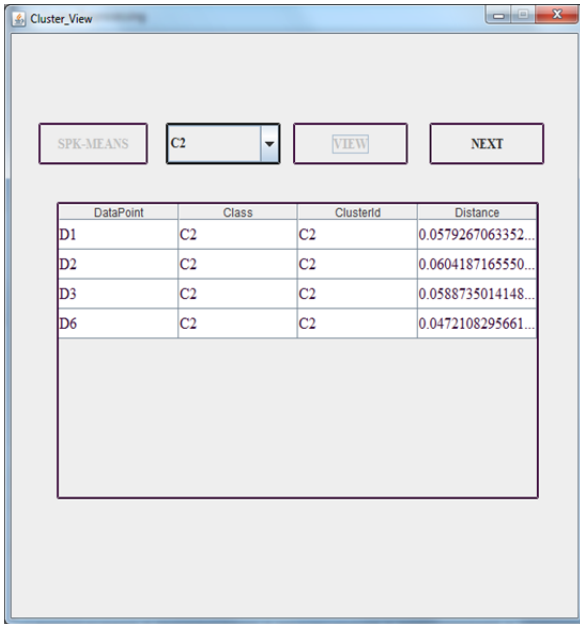 Cluster_View
SPK-MEANS C2 VIEW NEXT
DataPoint Class ClusterId Distance
D1 C2 C2 0.0579267063352...
D2 C2 C2 0.0604187165550...
D3 C2 C2 0.0588735014148...
D6 C2 C2 0.0472108295661...